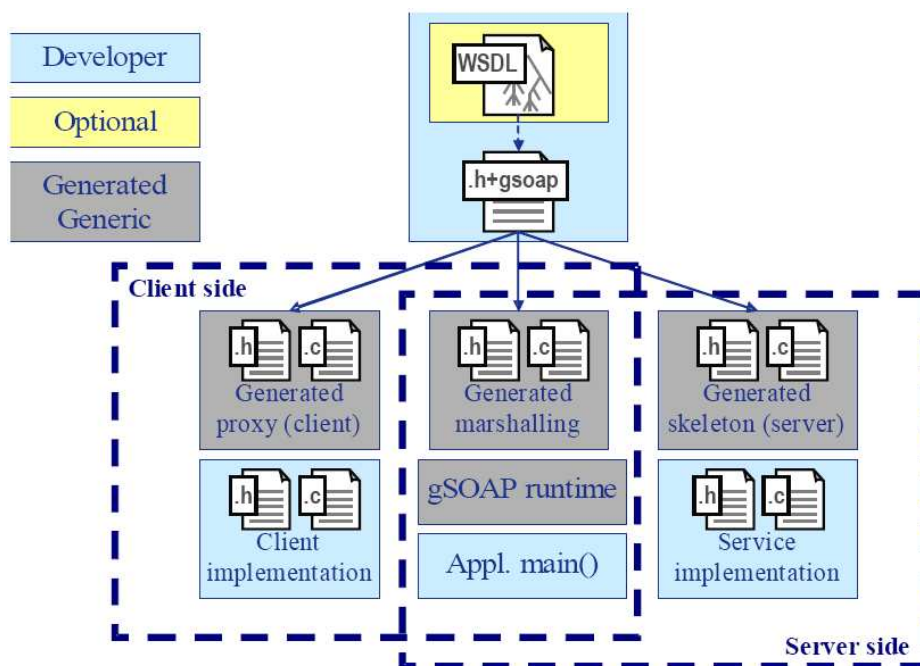 Developer
Optional
Generated
Generic
WSDL
.h+gsoap
Client side
.h
.c
Generated
proxy (client)
.h
.c
Generated
marshalling
.h
.c
Generated
skeleton (server)
.h
.c
Client
implementation
gSOAP runtime
Appl. main()
.h
.c
Service
implementation
Server side